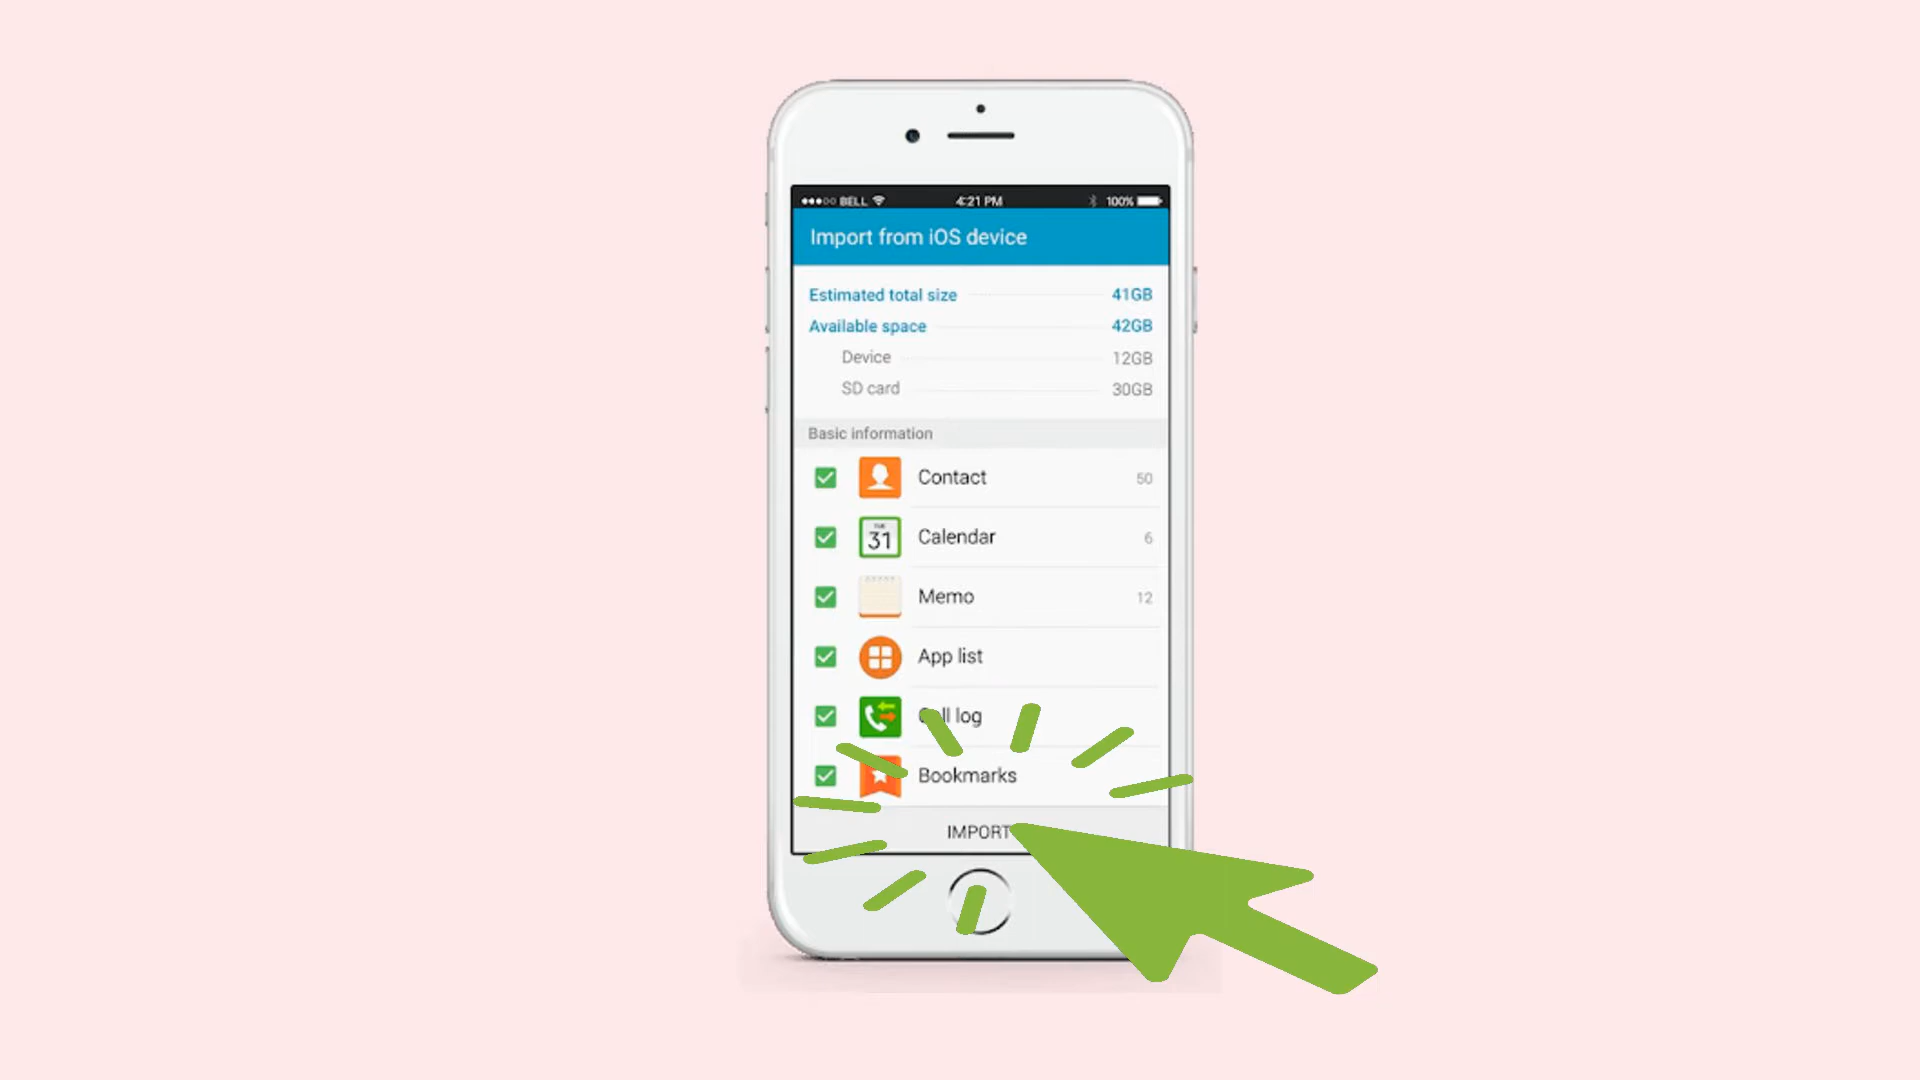 BELL 4:21 PM 100%
Import from iOS device
Estimated total size 41GB
Available space 42GB
Device 12GB
SD card 30GB
Basic information
Contact 50
31 Calendar 6
Memo 12
App list
Call log
Bookmarks
IMPORT